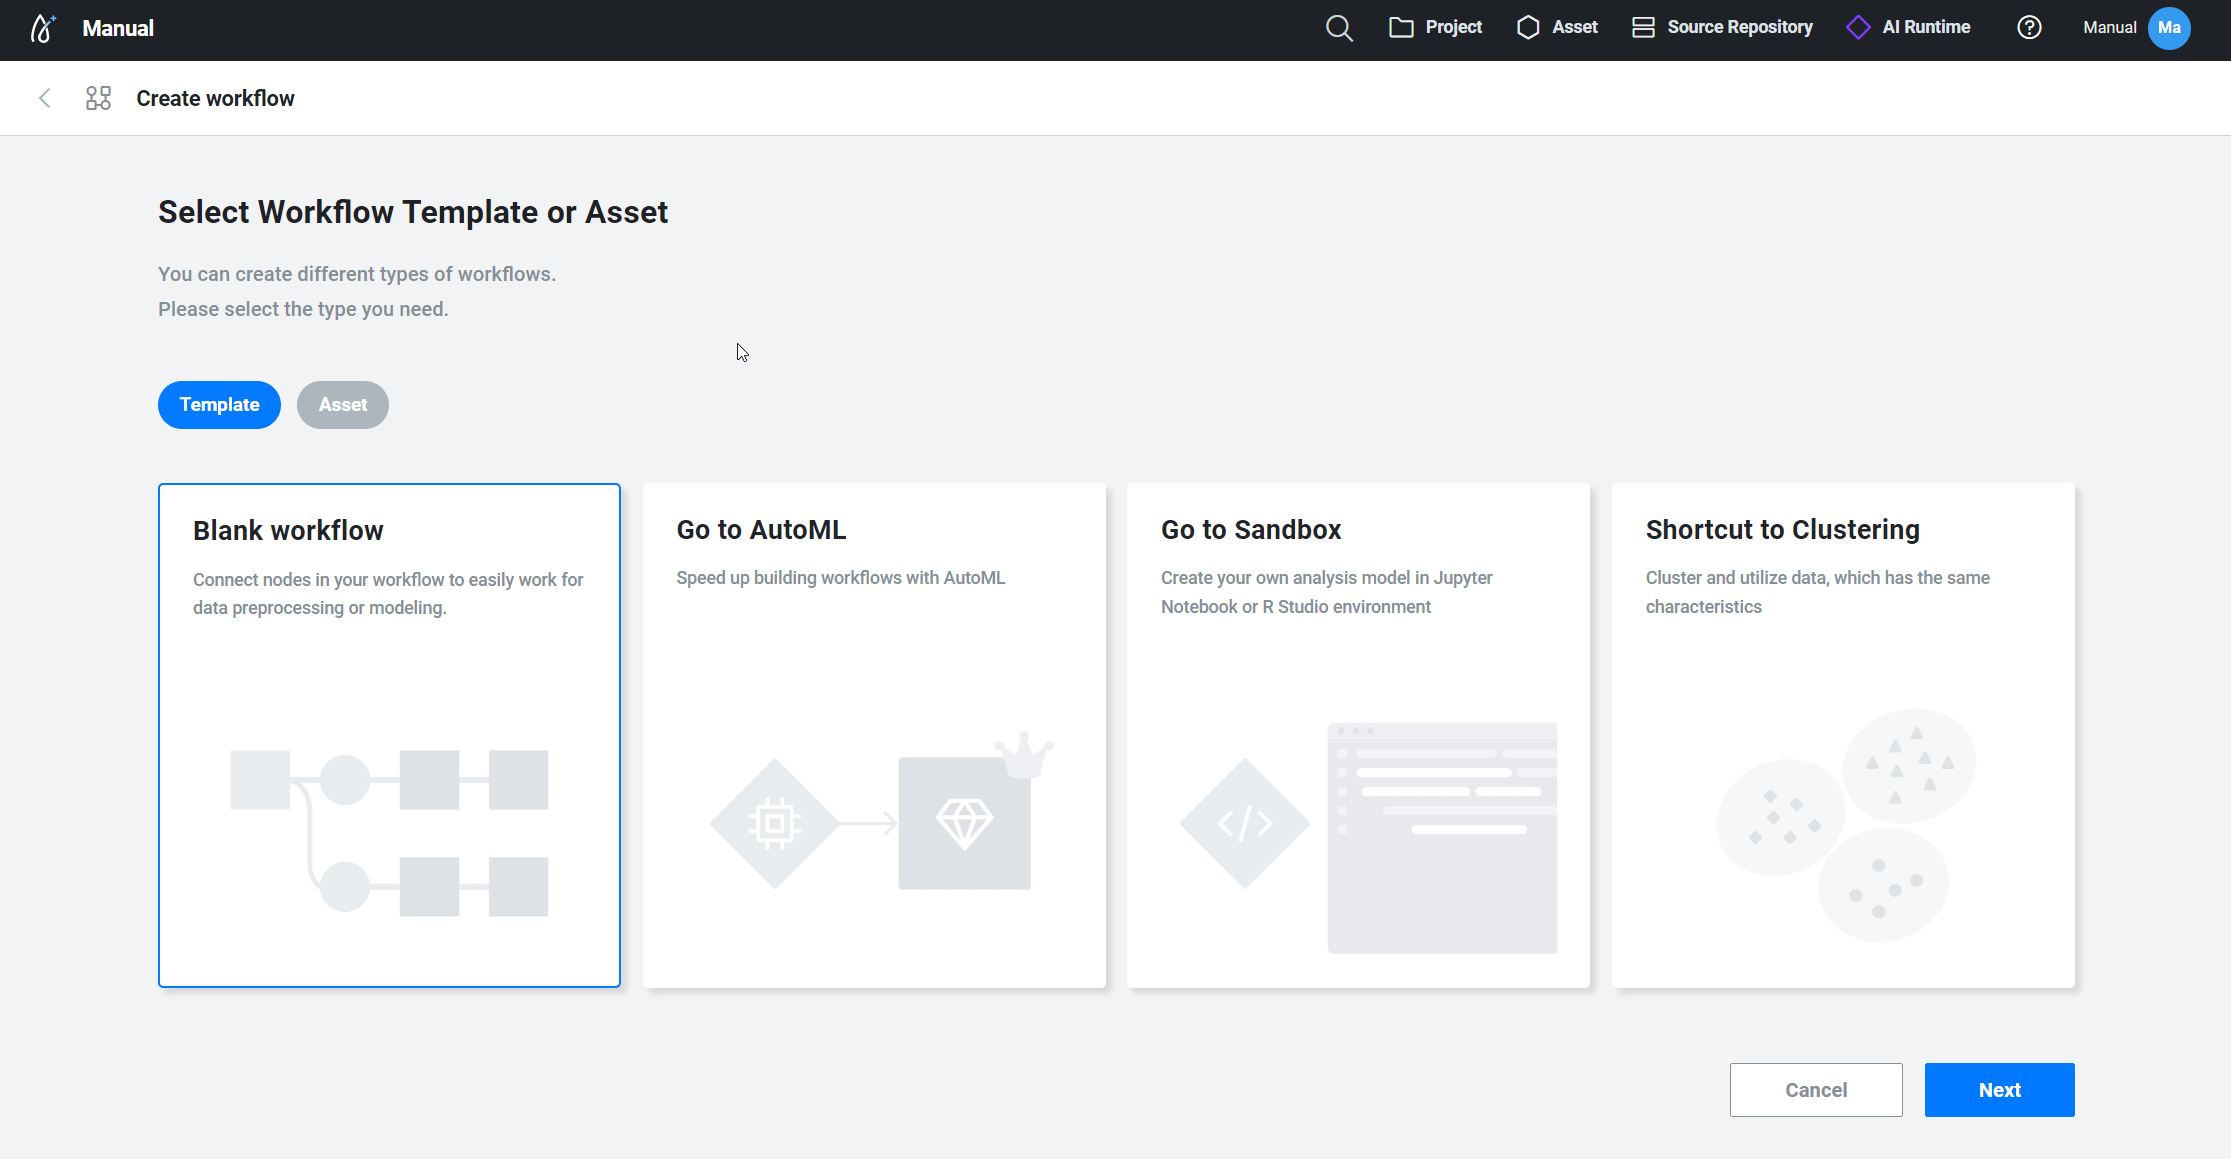 Manual
Project
Asset
Source Repository
AI Runtime
Manual
Ma
Create workflow
Select Workflow Template or Asset
You can create different types of workflows.
Please select the type you need.
Template
Asset
Blank workflow
Connect nodes in your workflow to easily work for
data preprocessing or modeling.
Go to AutoML
Speed up building workflows with AutoML
Go to Sandbox
Create your own analysis model in Jupyter
Notebook or R Studio environment
Shortcut to Clustering
Cluster and utilize data, which has the same
characteristics
Cancel
Next